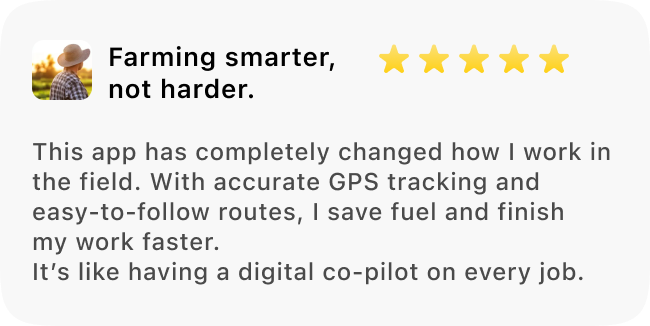 Farming smarter,
not harder.
This app has completely changed how I work in
the field. With accurate GPS tracking and
easy-to-follow routes, I save fuel and finish
my work faster.
It’s like having a digital co-pilot on every job.